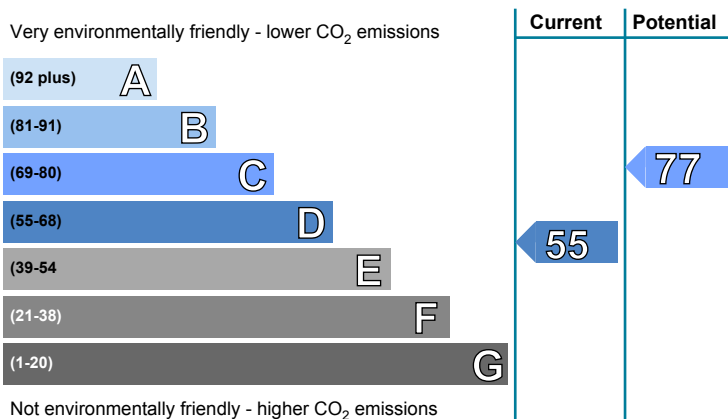 Current Potential
Very environmentally friendly - lower CO2 emissions
(92 plus) A
(81-91) B
(69-80) C
77
(55-68) D
55
(39-54 E
(21-38) F
(1-20) G
Not environmentally friendly - higher CO2 emissions